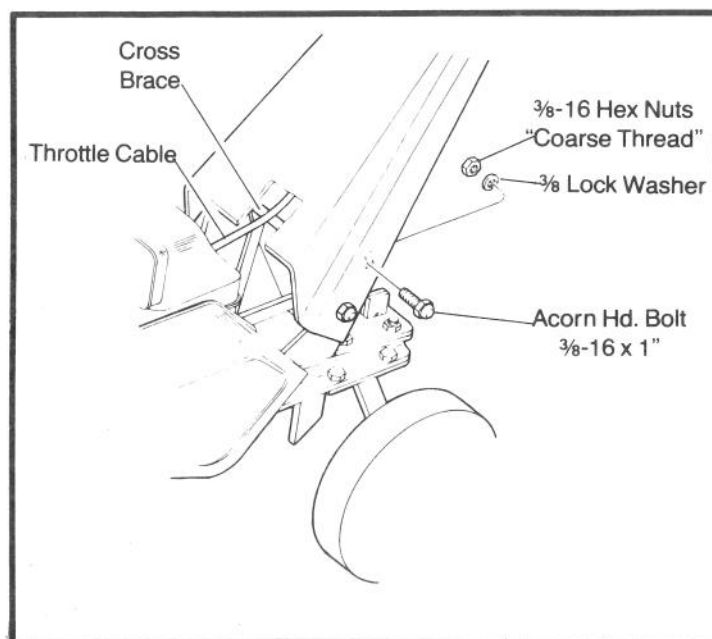 Cross
Brace
Throttle Cable
⅜-16 Hex Nuts
“Coarse Thread”
⅜ Lock Washer
Acorn Hd. Bolt
⅜-16 x 1”